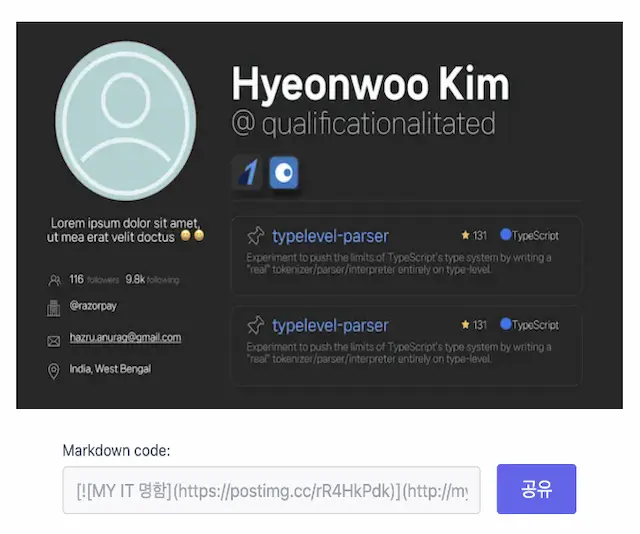 Hyeonwoo Kim
@ qualificationalitated
Lorem ipsum dolor sit amet,
ut mea erat velit doctus 😀😀
116 followers 9.8k following
@razorpay
hazru.anurag@gmail.com
India, West Bengal
typelevel-parser
131 TypeScript
Experiment to push the limits of TypeScript's type system by writing a
"real" tokenizer/parser/interpreter entirely on type-level.
typelevel-parser
131 TypeScript
Experiment to push the limits of TypeScript's type system by writing a
"real" tokenizer/parser/interpreter entirely on type-level.
Markdown code:
[![MY IT 명함](https://postimg.cc/rR4HkPdk)](http://my
공유